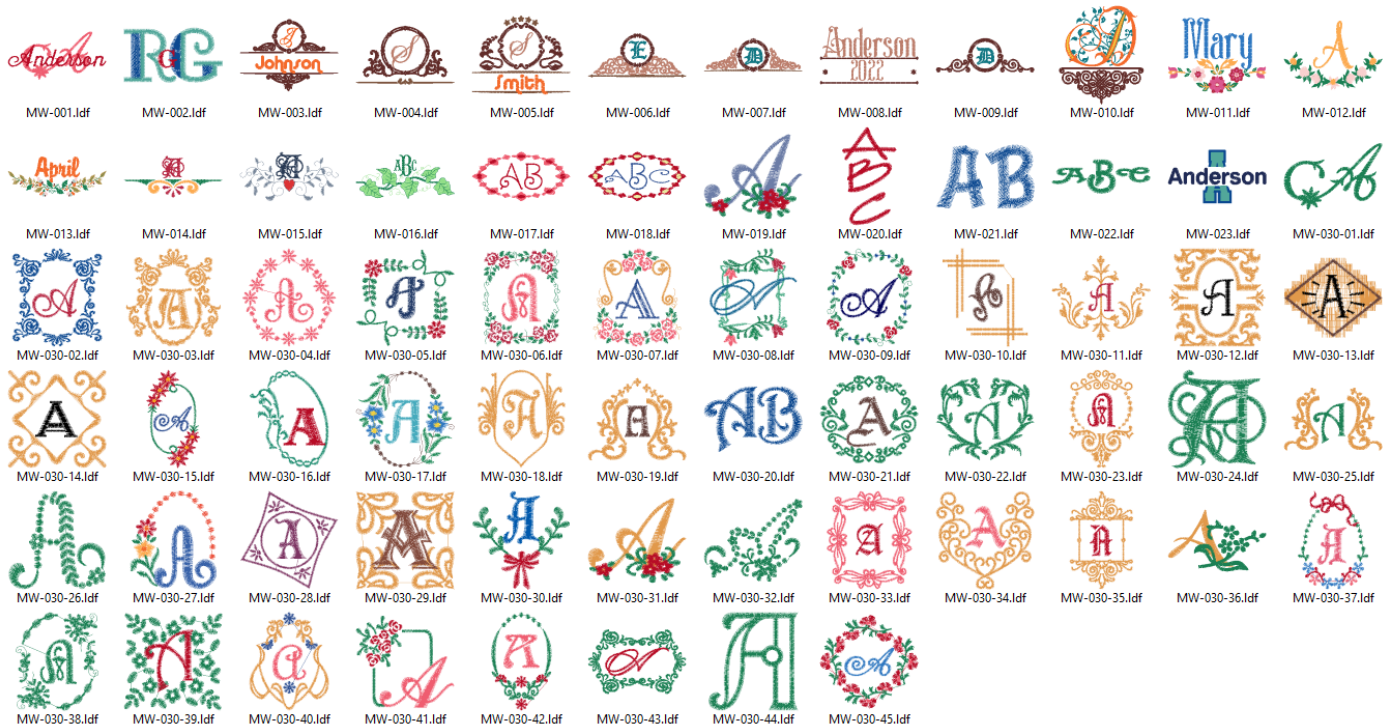 Anderson
RG
G
J
Johnson
S
S
Smith
E
D
Anderson
2022
D
Mary
A
MW-001.ldf MW-002.ldf MW-003.ldf MW-004.ldf MW-005.ldf MW-006.ldf MW-007.ldf MW-008.ldf MW-009.ldf MW-010.ldf MW-011.ldf MW-012.ldf
April
A
A
ABC
AB
ABC
A
A
B
C
AB
ABC
Anderson
CA
MW-013.ldf MW-014.ldf MW-015.ldf MW-016.ldf MW-017.ldf MW-018.ldf MW-019.ldf MW-020.ldf MW-021.ldf MW-022.ldf MW-023.ldf MW-030-01.ldf
A A A A A A A A A A A
MW-030-02.ldf MW-030-03.ldf MW-030-04.ldf MW-030-05.ldf MW-030-06.ldf MW-030-07.ldf MW-030-08.ldf MW-030-09.ldf MW-030-10.ldf MW-030-11.ldf MW-030-12.ldf MW-030-13.ldf
A A A A A A AB A A A A A
MW-030-14.ldf MW-030-15.ldf MW-030-16.ldf MW-030-17.ldf MW-030-18.ldf MW-030-19.ldf MW-030-20.ldf MW-030-21.ldf MW-030-22.ldf MW-030-23.ldf MW-030-24.ldf MW-030-25.ldf
A A A A A A A A A A A A
MW-030-26.ldf MW-030-27.ldf MW-030-28.ldf MW-030-29.ldf MW-030-30.ldf MW-030-31.ldf MW-030-32.ldf MW-030-33.ldf MW-030-34.ldf MW-030-35.ldf MW-030-36.ldf MW-030-37.ldf
A A A A A A A A
MW-030-38.ldf MW-030-39.ldf MW-030-40.ldf MW-030-41.ldf MW-030-42.ldf MW-030-43.ldf MW-030-44.ldf MW-030-45.ldf